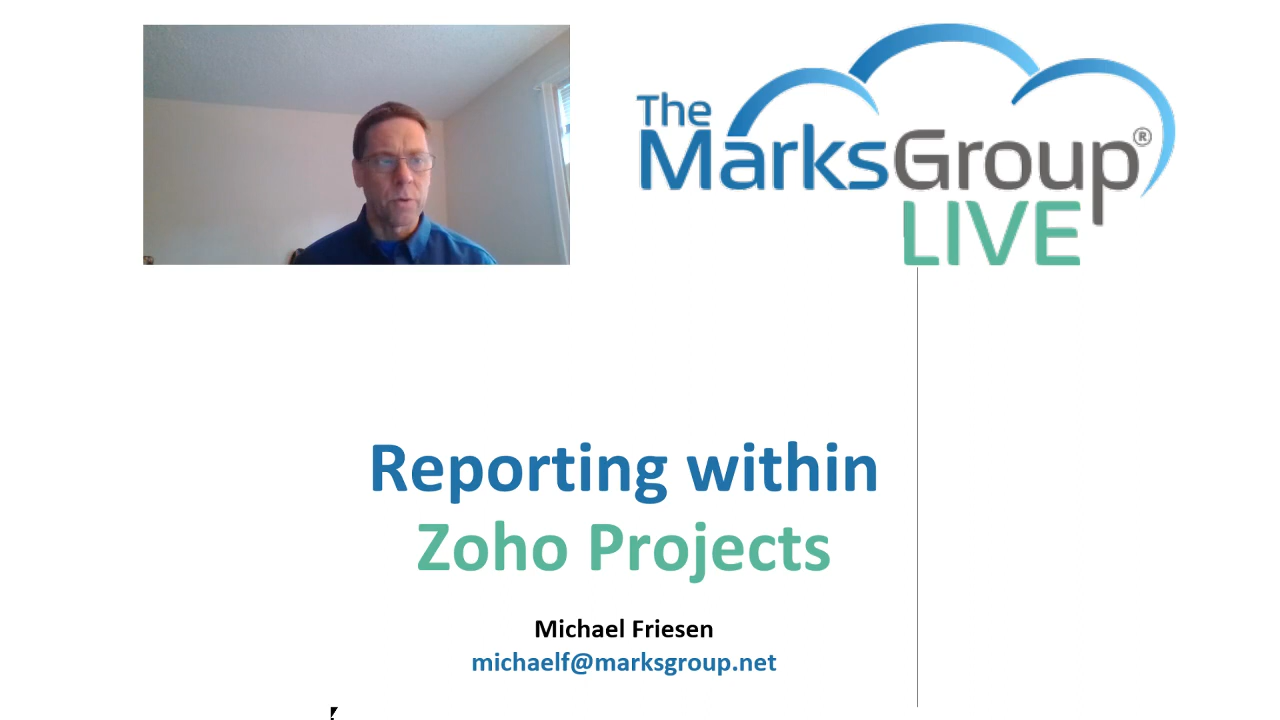 The
MarksGroup®
LIVE
Reporting within
Zoho Projects
Michael Friesen
michaelf@marksgroup.net